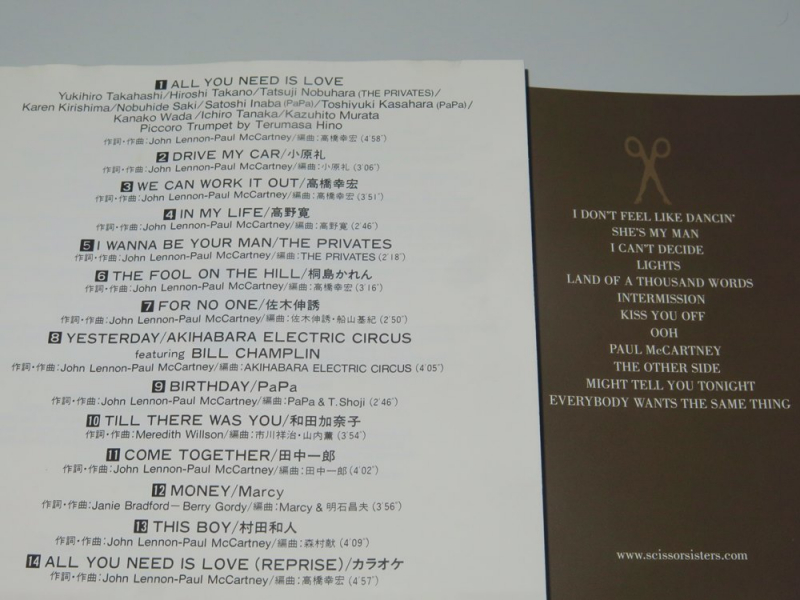 1 ALL YOU NEED IS LOVE
Yukihiro Takahashi/Hiroshi Takano/Tatsuji Nobuhara (THE PRIVATES)/
Karen Kirishima/Nobuhide Saki/Satoshi Inaba (PaPa)/Toshiyuki Kasahara (PaPa)/
Kanako Wada/Ichiro Tanaka/Kazuhito Murata
Piccoro Trumpet by Terumasa Hino
作詞・作曲:John Lennon-Paul McCartney/編曲:高橋幸宏 (4'58")
2 DRIVE MY CAR/小原礼
作詞・作曲:John Lennon-Paul McCartney/編曲:小原礼 (3'06")
3 WE CAN WORK IT OUT/高橋幸宏
作詞・作曲:John Lennon-Paul McCartney/編曲:高橋幸宏 (3'51")
4 IN MY LIFE/高野寛
作詞・作曲:John Lennon-Paul McCartney/編曲:高野寛 (2'46")
5 I WANNA BE YOUR MAN/THE PRIVATES
作詞・作曲:John Lennon-Paul McCartney/編曲:THE PRIVATES (2'18")
6 THE FOOL ON THE HILL/桐島かれん
作詞・作曲:John Lennon-Paul McCartney/編曲:高橋幸宏 (3'16")
7 FOR NO ONE/佐木伸誘
作詞・作曲:John Lennon-Paul McCartney/編曲:佐木伸誘・船山基紀 (2'50")
8 YESTERDAY/AKIHABARA ELECTRIC CIRCUS
featuring BILL CHAMPLIN
作詞・作曲:John Lennon-Paul McCartney/編曲:AKIHABARA ELECTRIC CIRCUS (4'05")
9 BIRTHDAY/PaPa
作詞・作曲:John Lennon-Paul McCartney/編曲:PaPa & T.Shoji (2'46")
10 TILL THERE WAS YOU/和田加奈子
作詞・作曲:Meredith Willson/編曲:市川祥治・山内薫 (3'54")
11 COME TOGETHER/田中一郎
作詞・作曲:John Lennon-Paul McCartney/編曲:田中一郎 (4'02")
12 MONEY/Marcy
作詞・作曲:Janie Bradford－Berry Gordy/編曲:Marcy & 明石昌夫 (3'56")
13 THIS BOY/村田和人
作詞・作曲:John Lennon-Paul McCartney/編曲:森村献 (4'09")
14 ALL YOU NEED IS LOVE (REPRISE)/カラオケ
作詞・作曲:John Lennon-Paul McCartney/編曲:高橋幸宏 (4'57")
I DON'T FEEL LIKE DANCIN'
SHE'S MY MAN
I CAN'T DECIDE
LIGHTS
LAND OF A THOUSAND WORDS
INTERMISSION
KISS YOU OFF
OOH
PAUL McCARTNEY
THE OTHER SIDE
MIGHT TELL YOU TONIGHT
EVERYBODY WANTS THE SAME THING
www.scissorsisters.com